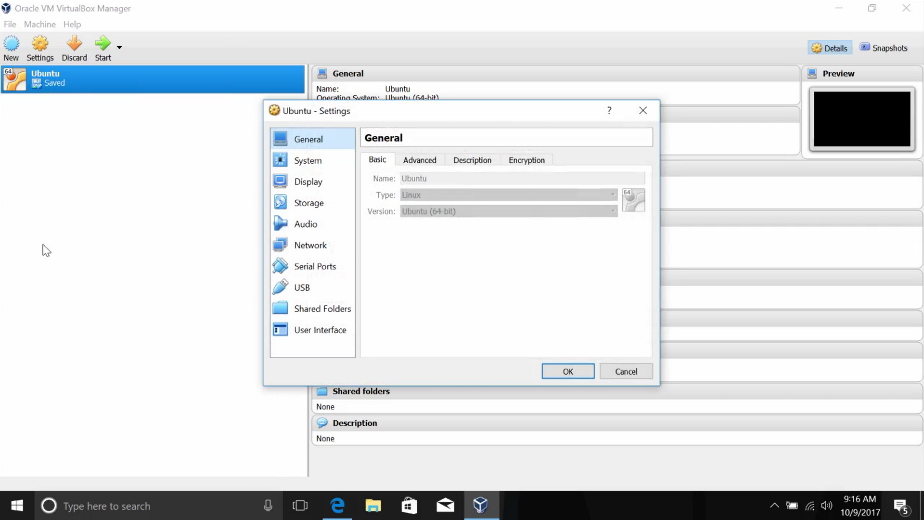 Oracle VM VirtualBox Manager
File Machine Help
New Settings Discard Start
Details Snapshots
64
Ubuntu
Saved
General
Name: Ubuntu
Operating System: Ubuntu (64-bit)
Preview
Ubuntu - Settings
?
General
System
Display
Storage
Audio
Network
Serial Ports
USB
Shared Folders
User Interface
General
Basic Advanced Description Encryption
Name: Ubuntu
Type: Linux
64
Version: Ubuntu (64-bit)
OK Cancel
Shared folders
None
Description
None
Type here to search
9:16 AM
10/9/2017
5